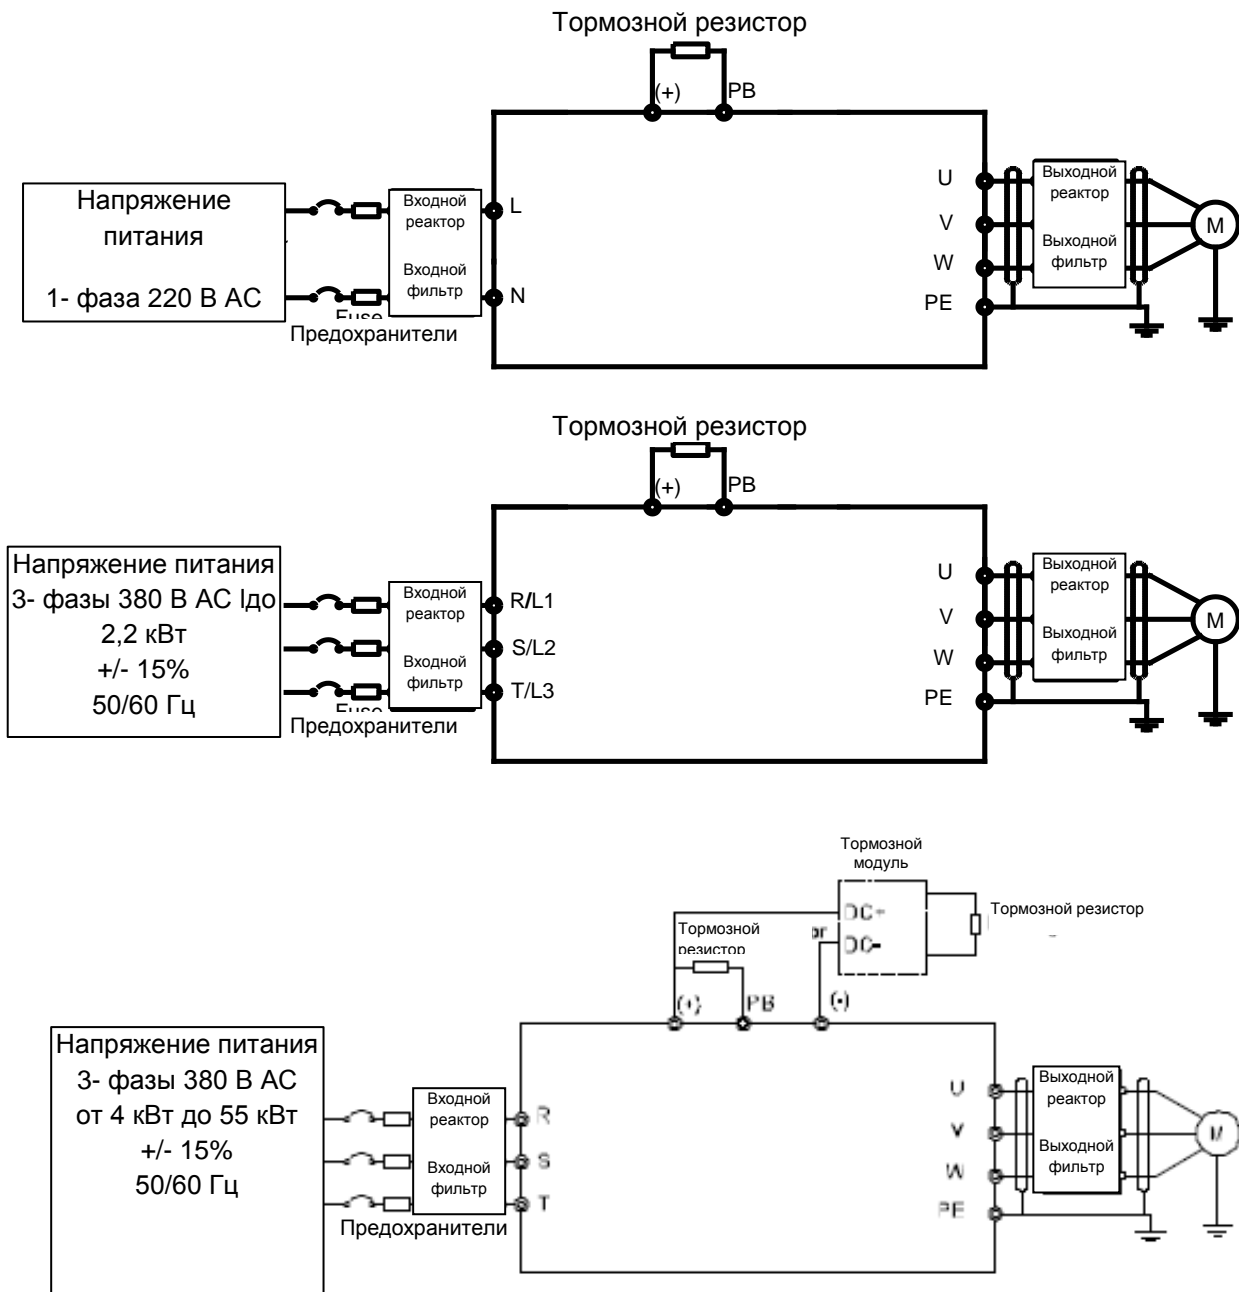 Тормозной резистор
(+)
PB
Напряжение
питания
1- фаза 220 В АС
Входной
реактор
Входной
фильтр
Предохранители
L
N
U
V
W
PE
Выходной
реактор
Выходной
фильтр
M
Тормозной резистор
(+)
PB
Напряжение питания
3- фазы 380 В АС Iдо
2,2 кВт
+/- 15%
50/60 Гц
Входной
реактор
Входной
фильтр
Предохранители
R/L1
S/L2
T/L3
U
V
W
PE
Выходной
реактор
Выходной
фильтр
M
Тормозной
модуль
DC+
DC-
or
Тормозной резистор
Тормозной
резистор
(+)
PB
(-)
Напряжение питания
3- фазы 380 В АС
от 4 кВт до 55 кВт
+/- 15%
50/60 Гц
Входной
реактор
Входной
фильтр
Предохранители
R
S
T
U
V
W
PE
Выходной
реактор
Выходной
фильтр
M